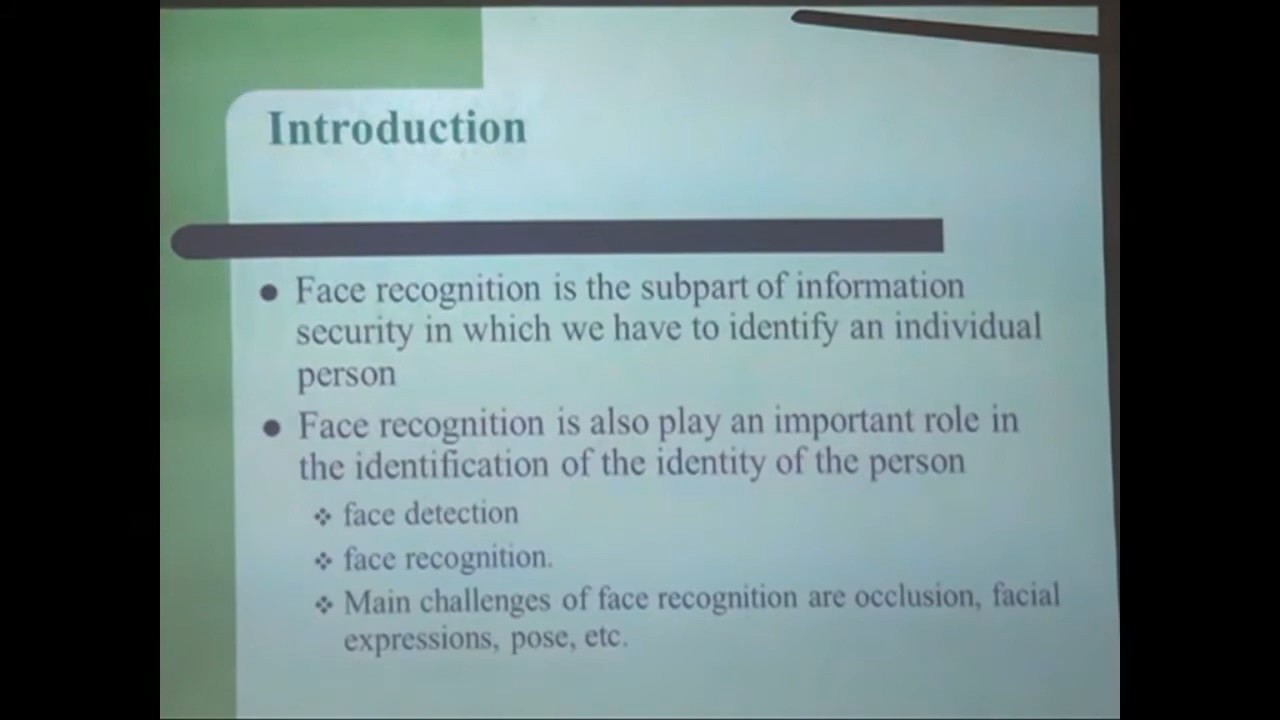 Introduction
● Face recognition is the subpart of information
security in which we have to identify an individual
person
● Face recognition is also play an important role in
the identification of the identity of the person
❖ face detection
❖ face recognition.
❖ Main challenges of face recognition are occlusion, facial
expressions, pose, etc.